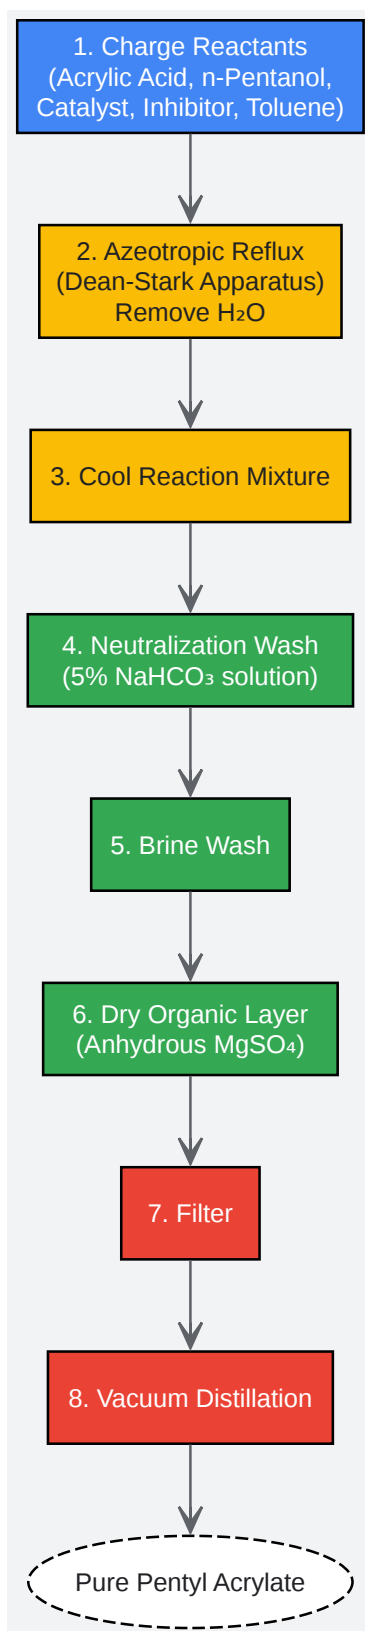 1. Charge Reactants
(Acrylic Acid, n-Pentanol,
Catalyst, Inhibitor, Toluene)
2. Azeotropic Reflux
(Dean-Stark Apparatus)
Remove H₂O
3. Cool Reaction Mixture
4. Neutralization Wash
(5% NaHCO₃ solution)
5. Brine Wash
6. Dry Organic Layer
(Anhydrous MgSO₄)
7. Filter
8. Vacuum Distillation
Pure Pentyl Acrylate